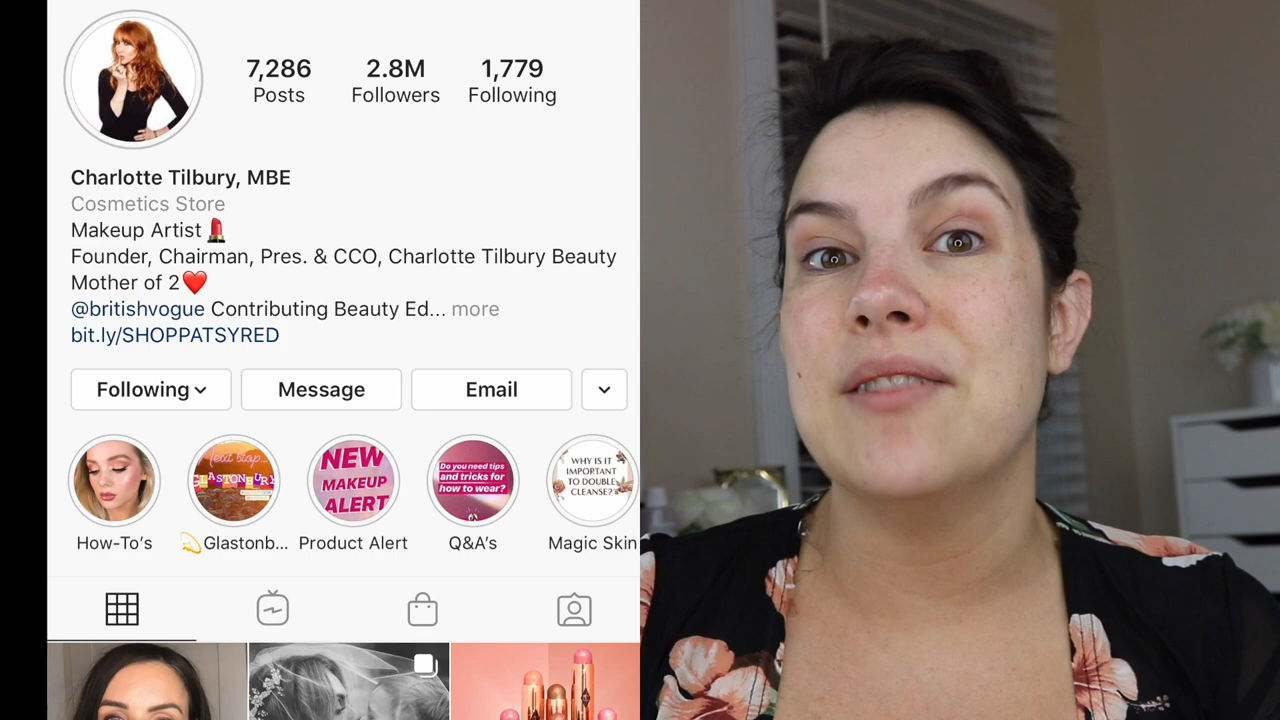 7,286
2.8M
1,779
Posts
Followers
Following
Charlotte Tilbury, MBE
Cosmetics Store
Makeup Artist💄
Founder, Chairman, Pres. & CCO, Charlotte Tilbury Beauty
Mother of 2❤️
@britishvogue Contributing Beauty Ed... more
bit.ly/SHOPPATSYRED
Following
Message
Email
Next stop...
GLASTONBURY
NEW
MAKEUP
ALERT
Do you need tips
and tricks for
how to wear?
WHY IS IT
IMPORTANT
TO DOUBLE
CLEANSE?
How-To's
💫Glastonb...
Product Alert
Q&A's
Magic Skin